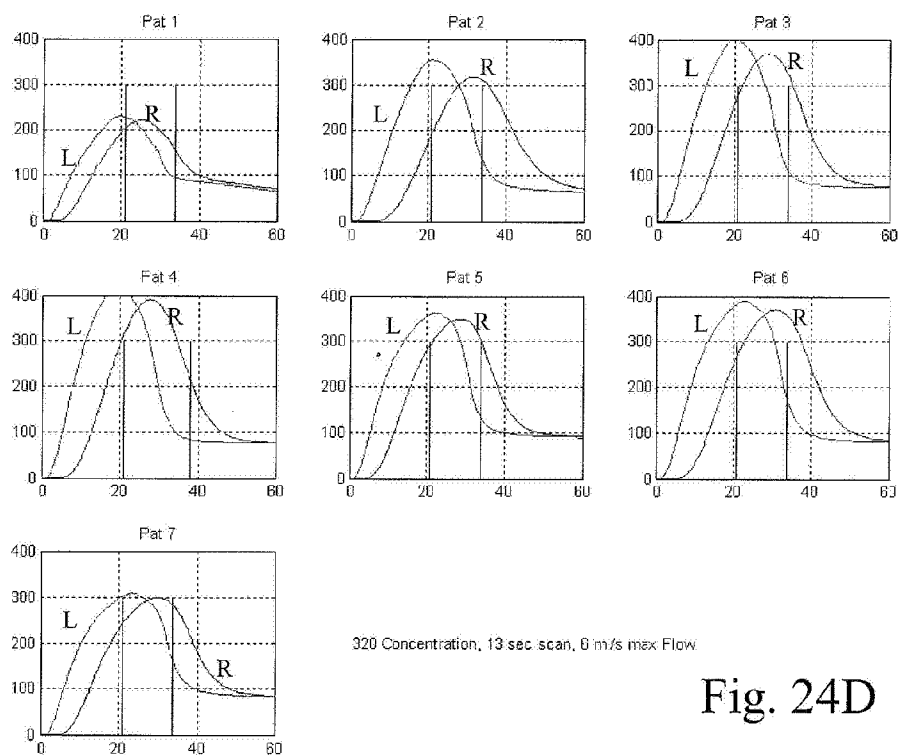 Pat 1 Pat 2 Pat 3
400 400 400
300 300 300
200 200 200
100 100 100
0 0 0
L R L R L R
0 20 40 60 0 20 40 60 0 20 40 60
Pat 4 Pat 5 Pat 6
400 400 400
300 300 300
200 200 200
100 100 100
0 0 0
L R L R L R
0 20 40 60 0 20 40 60 0 20 40 60
Pat 7
400
300
200
100
0
L R
0 20 40 60
320 Concentration, 13 sec scan, 6 ml/s max Flow
Fig. 24D